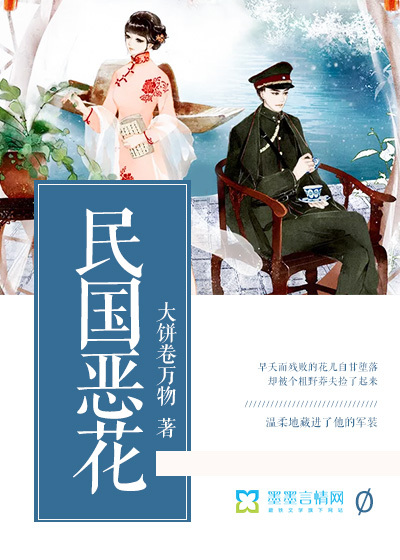 民国恶花
大饼卷万物 著
早夭而残败的花儿自甘堕落
却被个粗野莽夫捡了起来
温柔地藏进了他的军装
墨墨言情网